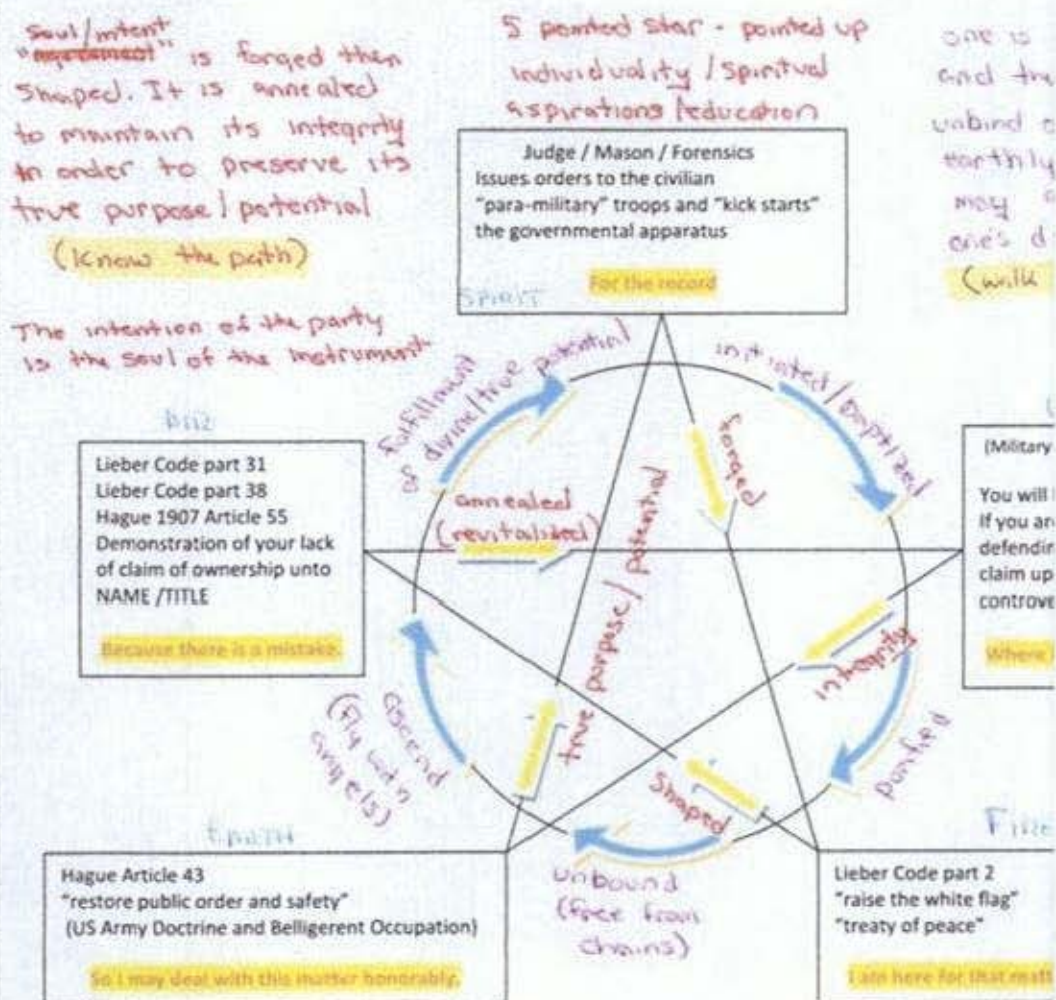 soul/intent
"agreement" is forged then
shaped. It is annealed
to maintain its integrity
in order to preserve its
true purpose / potential
(Know the path)
The intention of the party
is the soul of the instrument
5 pointed star - pointed up
individuality / spiritual
aspirations / education
one is
and
unbind
earthly
may
one's d
(walk
Judge / Mason / Forensics
Issues orders to the civilian
"para-military" troops and "kick starts"
the governmental apparatus
For the record
SPIRIT
fulfillment
of divine/true potential
initiated / baptized
forged
AIR
Lieber Code part 31
Lieber Code part 38
Hague 1907 Article 55
Demonstration of your lack
of claim of ownership unto
NAME /TITLE
Because there is a mistake.
annealed
(revitalized)
true purpose / potential
(Military
You will
If you are
defendin
claim up
controve
Where
integrity
purified
shaped
ascend
(fly with
angels)
unbound
(free from
chains)
EARTH
Hague Article 43
"restore public order and safety"
(US Army Doctrine and Belligerent Occupation)
So I may deal with this matter honorably.
FIRE
Lieber Code part 2
"raise the white flag"
"treaty of peace"
I am here for that matt